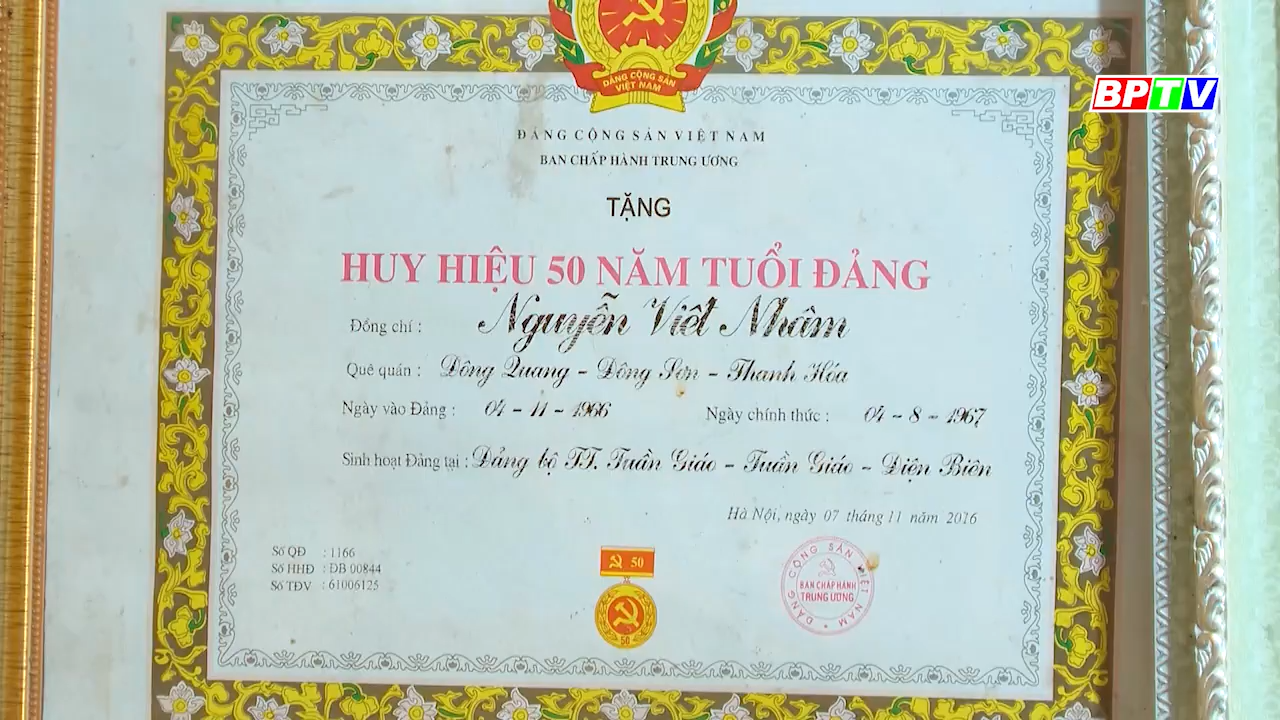 BPTV
ĐẢNG CỘNG SẢN
VIỆT NAM
ĐẢNG CỘNG SẢN VIỆT NAM
BAN CHẤP HÀNH TRUNG ƯƠNG
TẶNG
HUY HIỆU 50 NĂM TUỔI ĐẢNG
Đồng chí : Nguyễn Viết Nhâm
Quê quán : Đông Quang - Đông Sơn - Thanh Hóa
Ngày vào Đảng : 04 - 11 - 1966 Ngày chính thức : 04 - 8 - 1967
Sinh hoạt Đảng tại : Đảng bộ TT. Tuần Giáo - Tuần Giáo - Điện Biên
Hà Nội, ngày 07 tháng 11 năm 2016
Số QĐ : 1166
Số HHĐ : ĐB 00844
Số TĐV : 61006125
50
50
ĐẢNG CỘNG SẢN VIỆT NAM
BAN CHẤP HÀNH
TRUNG ƯƠNG